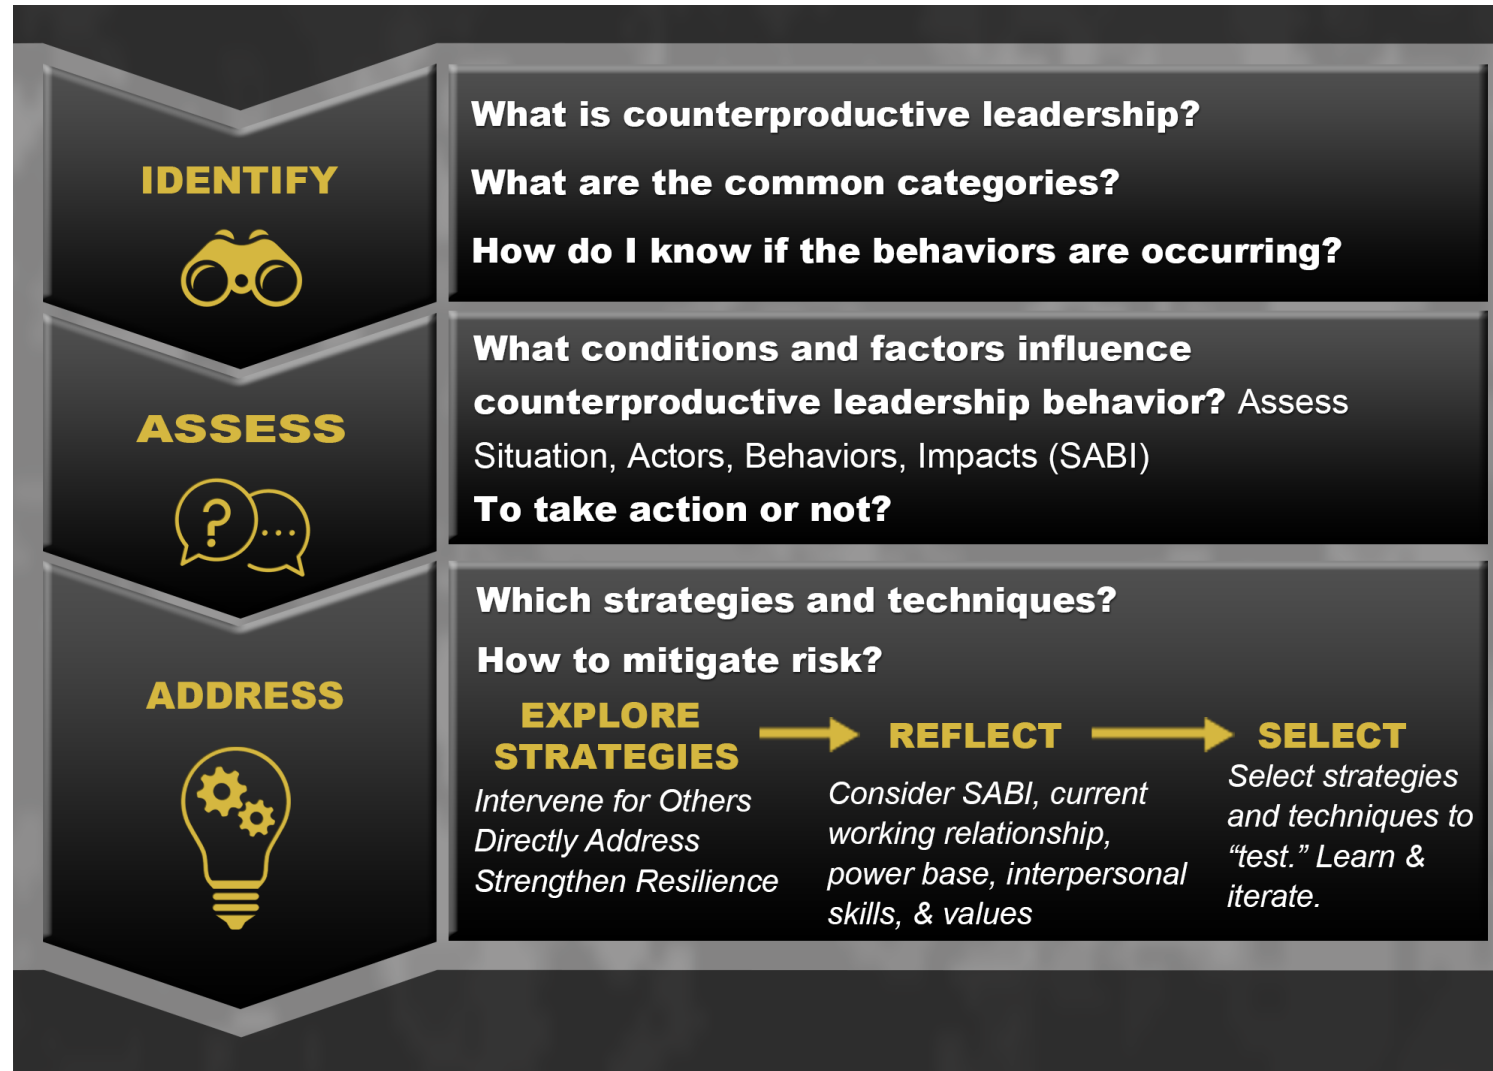 IDENTIFY
What is counterproductive leadership?
What are the common categories?
How do I know if the behaviors are occurring?
ASSESS
?
...
What conditions and factors influence
counterproductive leadership behavior? Assess
Situation, Actors, Behaviors, Impacts (SABI)
To take action or not?
ADDRESS
Which strategies and techniques?
How to mitigate risk?
EXPLORE
STRATEGIES
Intervene for Others
Directly Address
Strengthen Resilience
REFLECT
Consider SABI, current
working relationship,
power base, interpersonal
skills, & values
SELECT
Select strategies
and techniques to
“test.” Learn &
iterate.